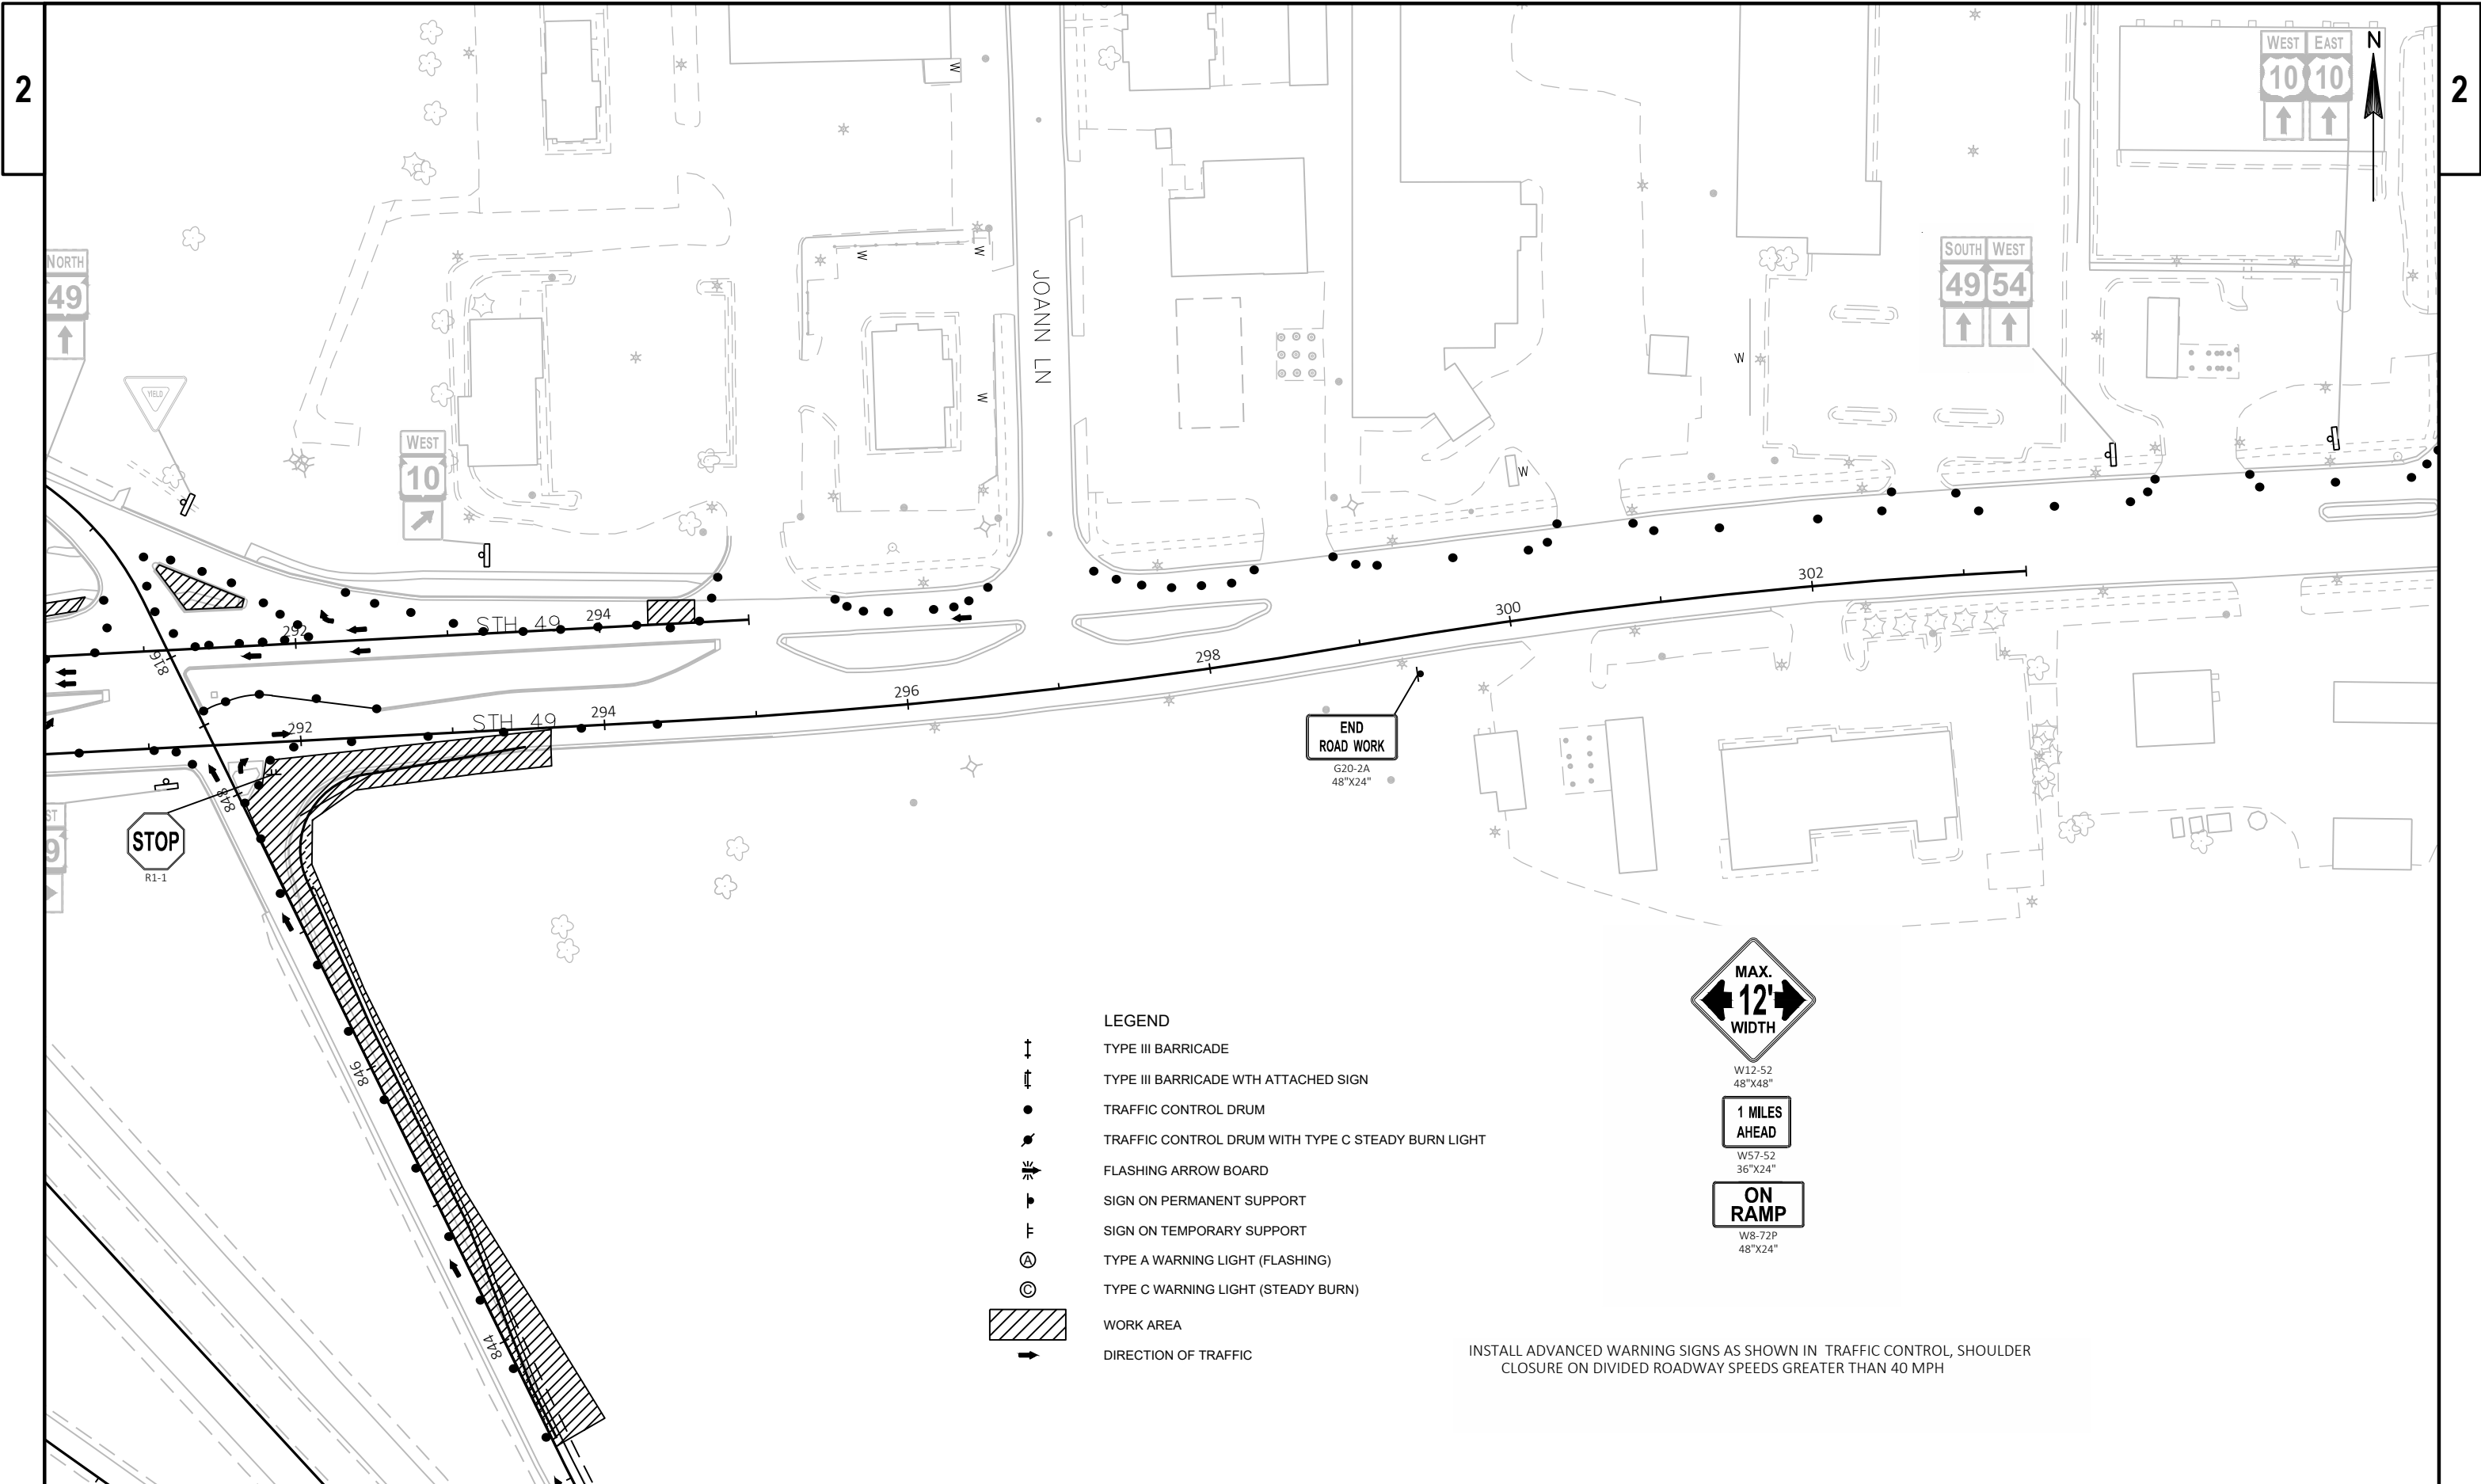 2
2
N
WEST EAST
10 10
NORTH
49
YIELD
WEST
10
JOANN LN
SOUTH WEST
49 54
W
W
W
W
W
W
STH 49
292
294
816
STH 49
292
294
296
298
300
302
848
846
844
ST
9
STOP
R1-1
END
ROAD WORK
G20-2A
48"X24"
LEGEND
TYPE III BARRICADE
TYPE III BARRICADE WTH ATTACHED SIGN
TRAFFIC CONTROL DRUM
TRAFFIC CONTROL DRUM WITH TYPE C STEADY BURN LIGHT
FLASHING ARROW BOARD
SIGN ON PERMANENT SUPPORT
SIGN ON TEMPORARY SUPPORT
A TYPE A WARNING LIGHT (FLASHING)
C TYPE C WARNING LIGHT (STEADY BURN)
WORK AREA
DIRECTION OF TRAFFIC
MAX.
12'
WIDTH
W12-52
48"X48"
1 MILES
AHEAD
W57-52
36"X24"
ON
RAMP
W8-72P
48"X24"
INSTALL ADVANCED WARNING SIGNS AS SHOWN IN TRAFFIC CONTROL, SHOULDER
CLOSURE ON DIVIDED ROADWAY SPEEDS GREATER THAN 40 MPH